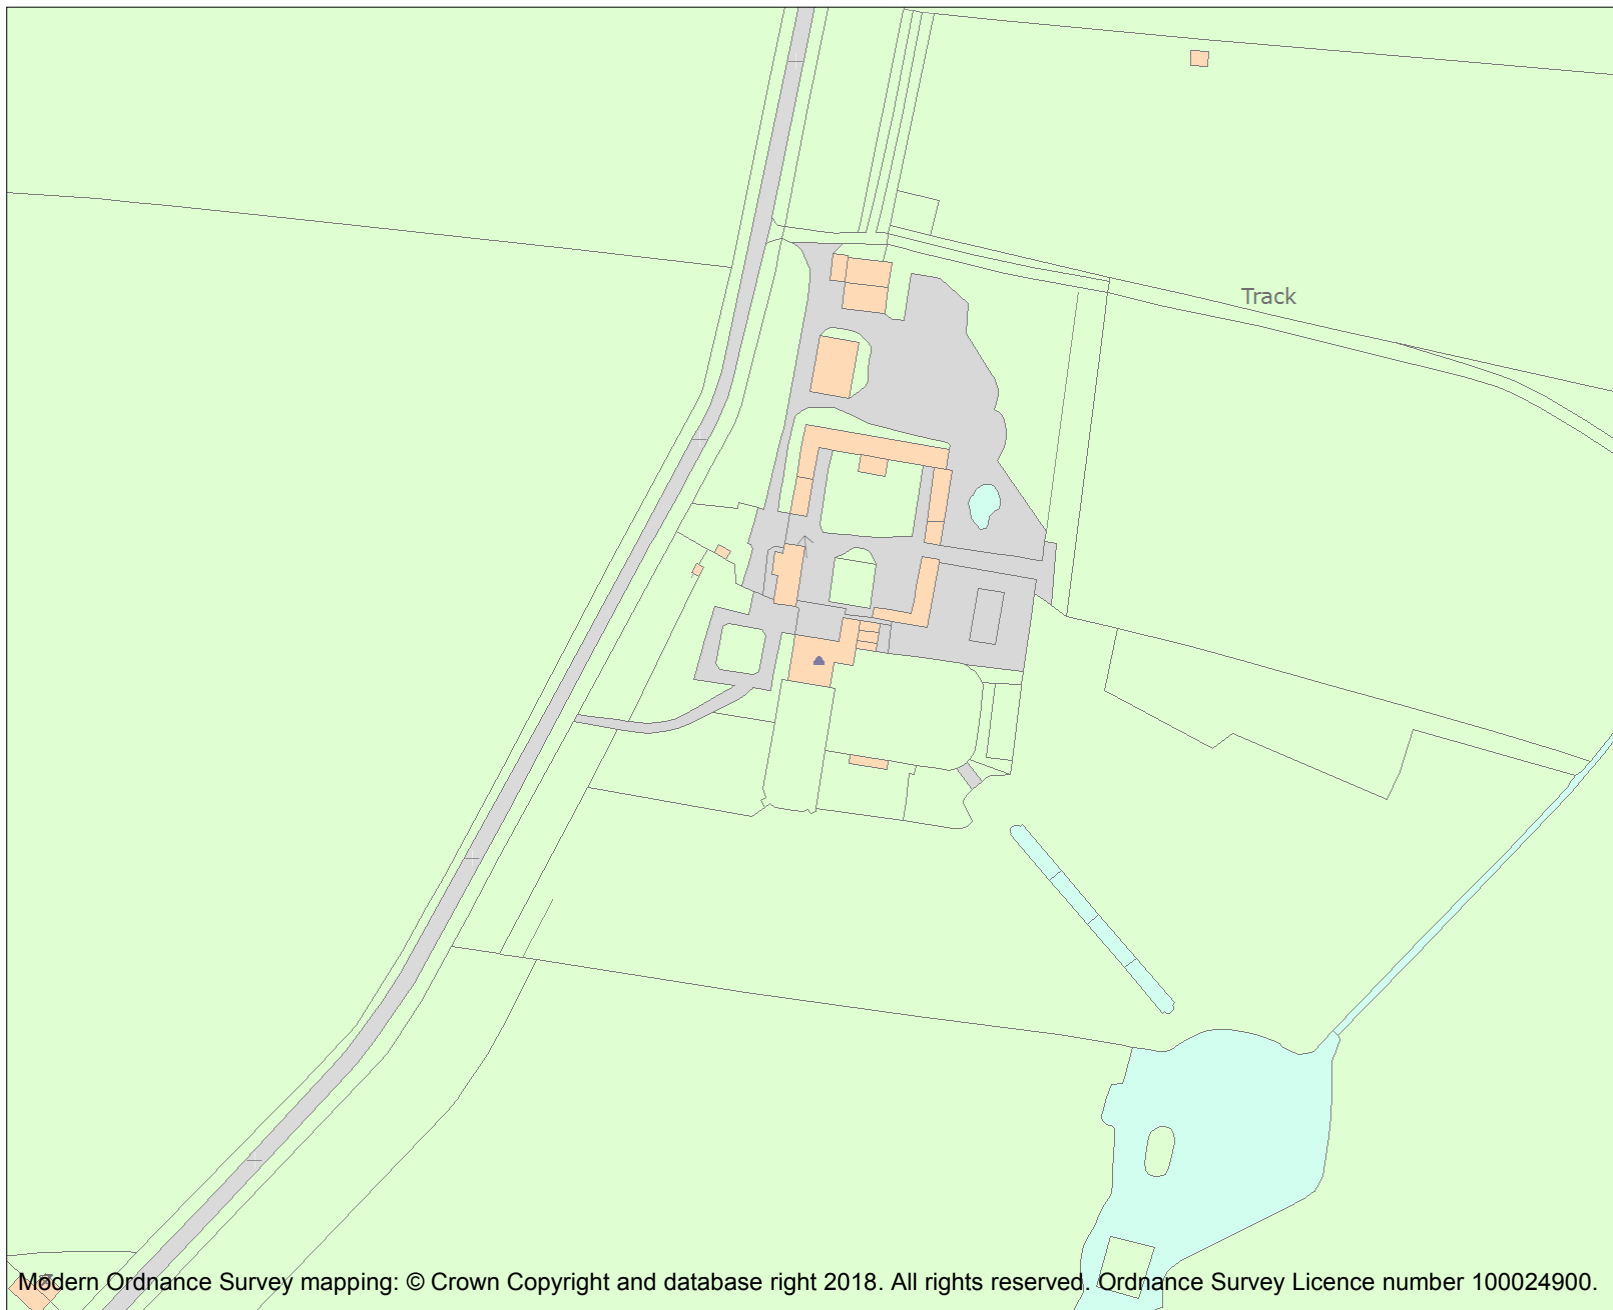 Track
Modern Ordnance Survey mapping: © Crown Copyright and database right 2018. All rights reserved. Ordnance Survey Licence number 100024900.